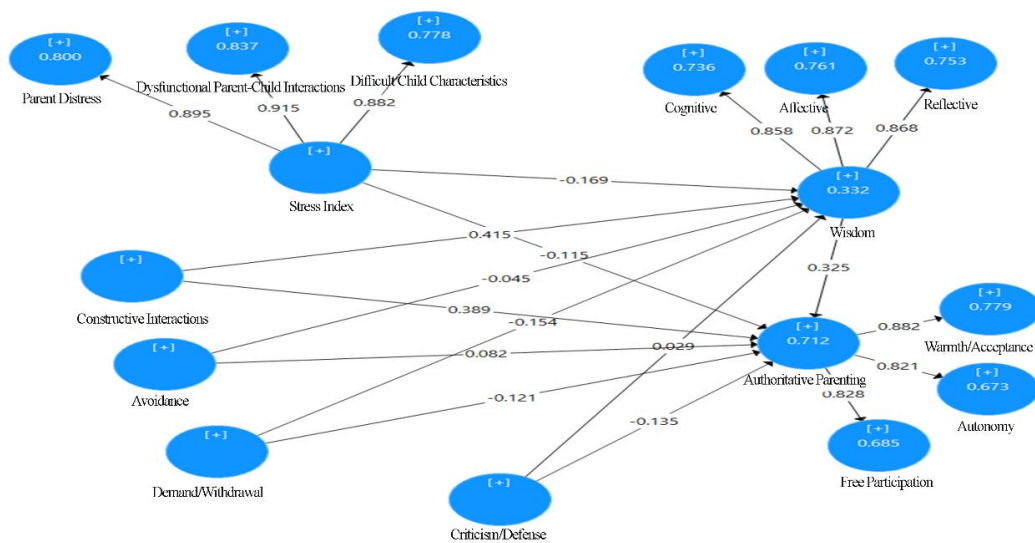 [+]
0.800
Parent Distress
[+]
0.837
Dysfunctional Parent-Child Interactions
[+]
0.778
Difficult Child Characteristics
0.895
0.915
0.882
[+]
Stress Index
[+]
0.736
Cognitive
[+]
0.761
Affective
[+]
0.753
Reflective
0.858
0.872
0.868
[+]
0.332
Wisdom
-0.169
0.415
-0.115
-0.045
0.389
-0.154
0.082
0.029
-0.121
-0.135
0.325
[+]
Constructive Interactions
[+]
Avoidance
[+]
Demand/Withdrawal
[+]
Criticism/Defense
[+]
0.712
Authoritative Parenting
0.882
0.821
0.828
[+]
0.779
Warmth/Acceptance
[+]
0.673
Autonomy
[+]
0.685
Free Participation